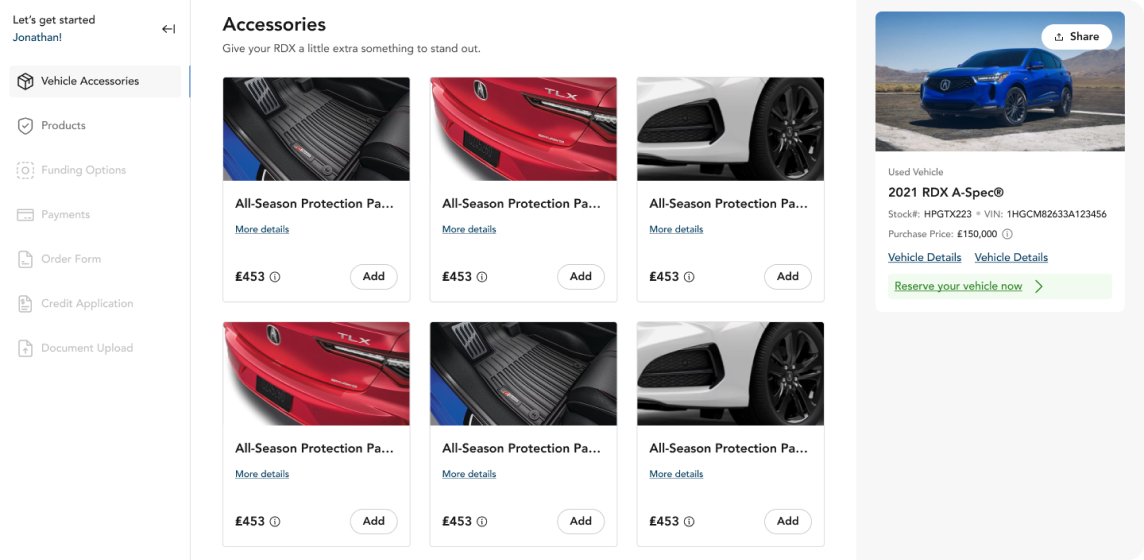 Let's get started
Jonathan!
Vehicle Accessories
Products
Funding Options
Payments
Order Form
Credit Application
Document Upload
Accessories
Give your RDX a little extra something to stand out.
TLX
All-Season Protection Pa...
All-Season Protection Pa...
All-Season Protection Pa...
More details
More details
More details
£453
Add
£453
Add
£453
Add
TLX
All-Season Protection Pa...
All-Season Protection Pa...
All-Season Protection Pa...
More details
More details
More details
£453
Add
£453
Add
£453
Add
Share
Used Vehicle
2021 RDX A-Spec®
Stock#: HPGTX223 • VIN: 1HGCM82633A123456
Purchase Price: £150,000
Vehicle Details Vehicle Details
Reserve your vehicle now